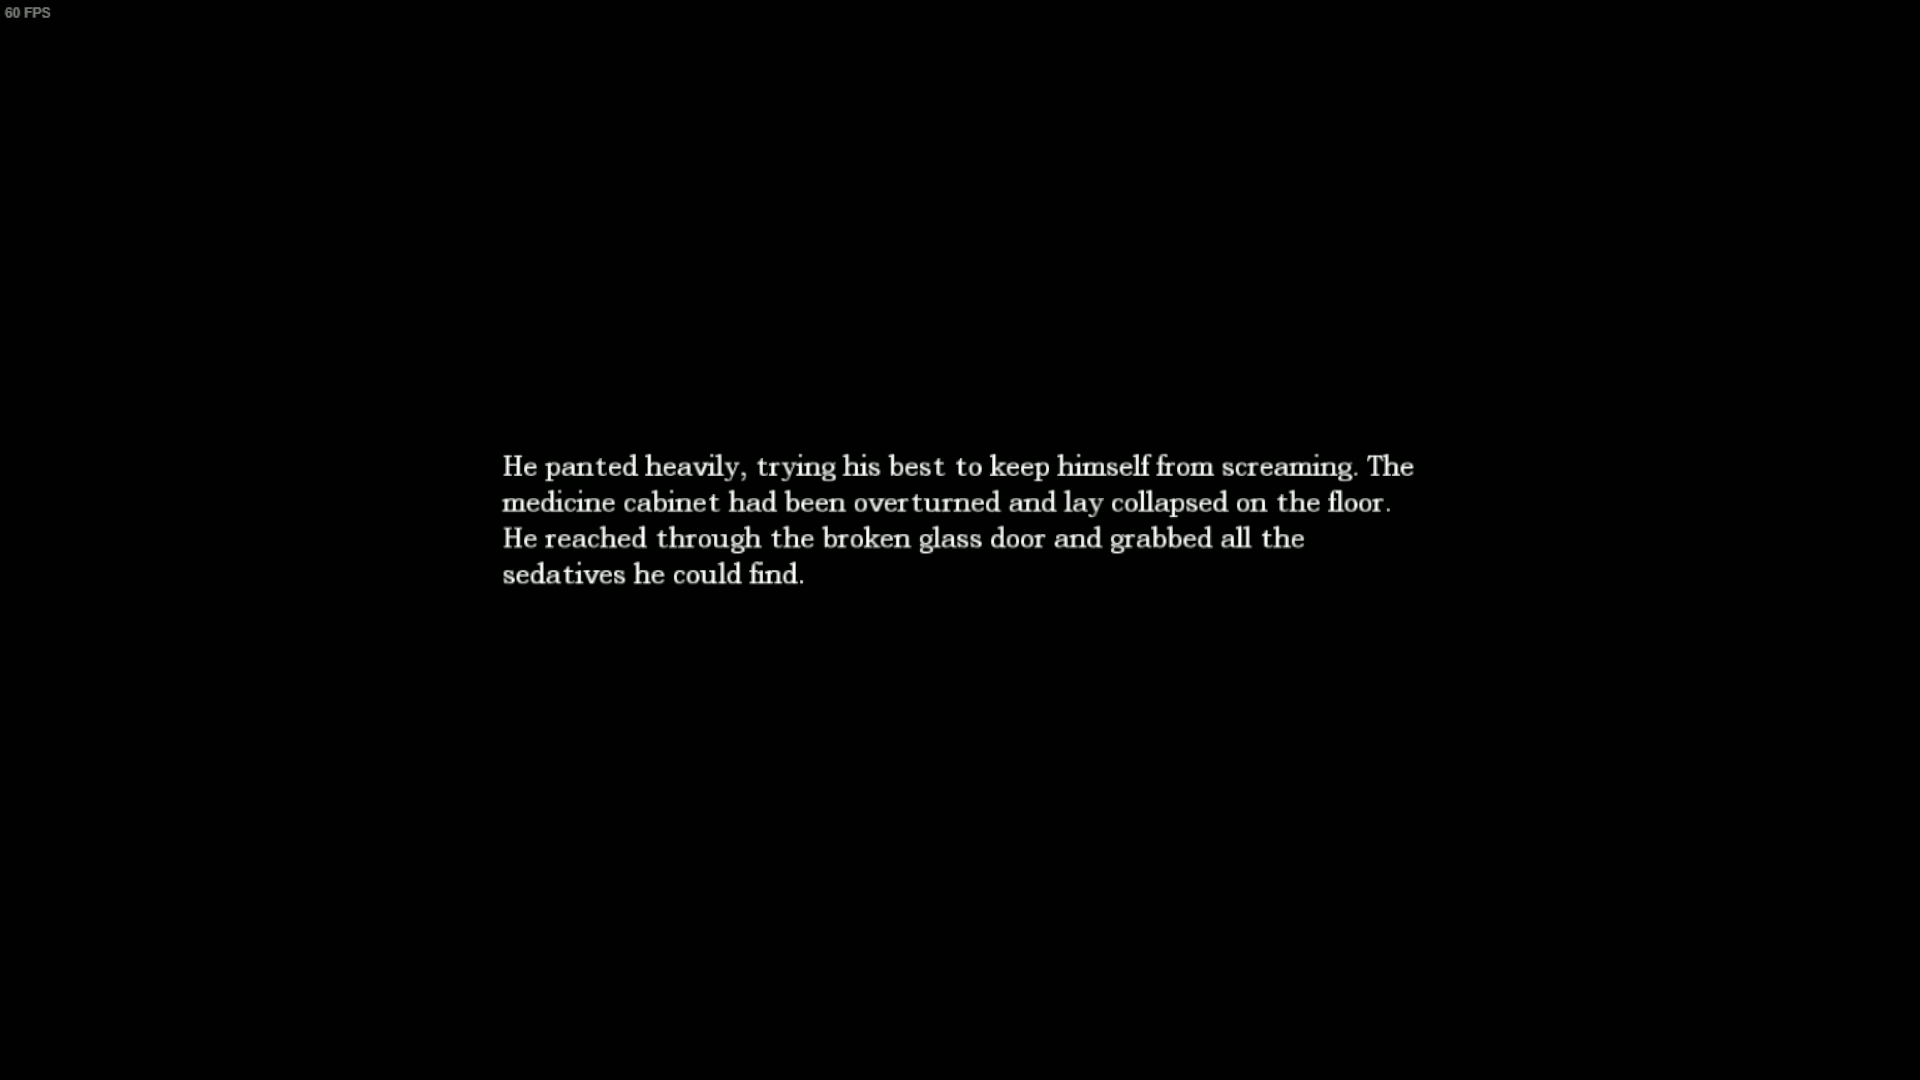 60 FPS
He panted heavily, trying his best to keep himself from screaming. The
medicine cabinet had been overturned and lay collapsed on the floor.
He reached through the broken glass door and grabbed all the
sedatives he could find.